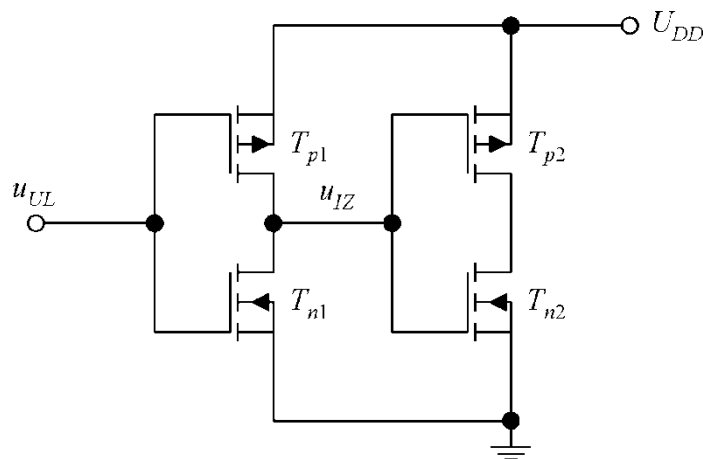 U_DD
T_p1
T_p2
u_UL
u_IZ
T_n1
T_n2